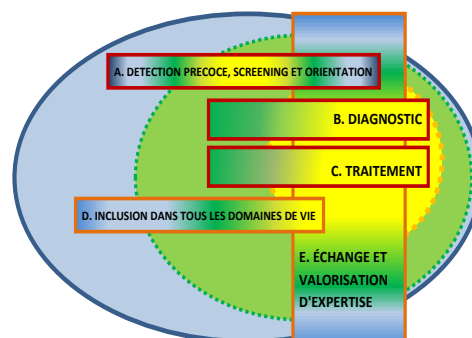 A. DETECTION PRECOCE, SCREENING ET ORIENTATION
B. DIAGNOSTIC
C. TRAITEMENT
D. INCLUSION DANS TOUS LES DOMAINES DE VIE
E. ÉCHANGE ET
VALORISATION
D'EXPERTISE